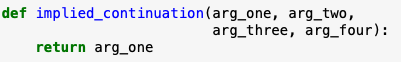 def implied_continuation(arg_one, arg_two,
                         arg_three, arg_four):
    return arg_one